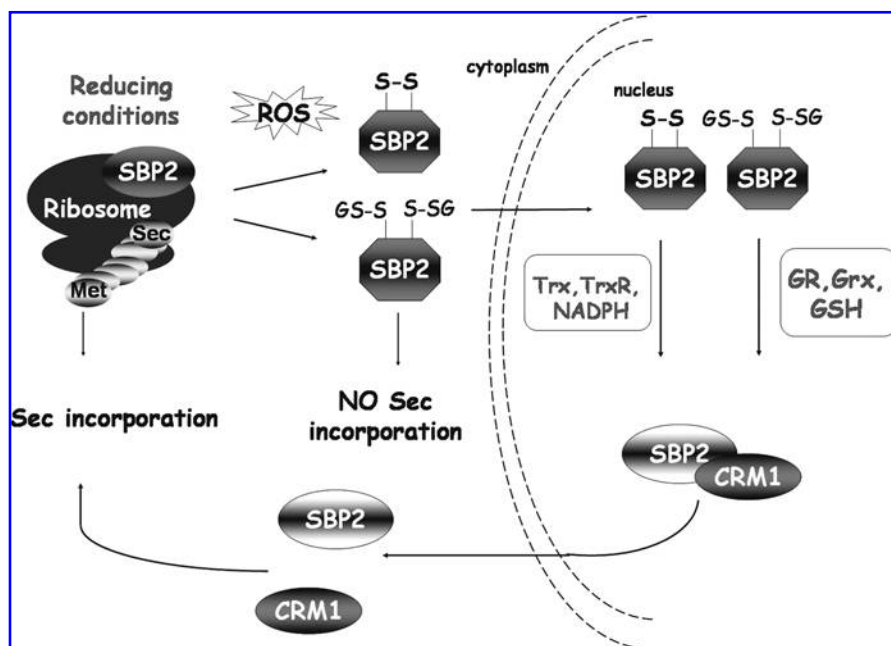 Reducing
conditions
ROS
S-S
SBP2
SBP2
Ribosome
Sec
Met
GS-S S-SG
SBP2
cytoplasm
nucleus
S-S
GS-S S-SG
SBP2
SBP2
Trx,TrxR,
NADPH
GR,Grx,
GSH
Sec incorporation
NO Sec
incorporation
SBP2
CRM1
SBP2
CRM1